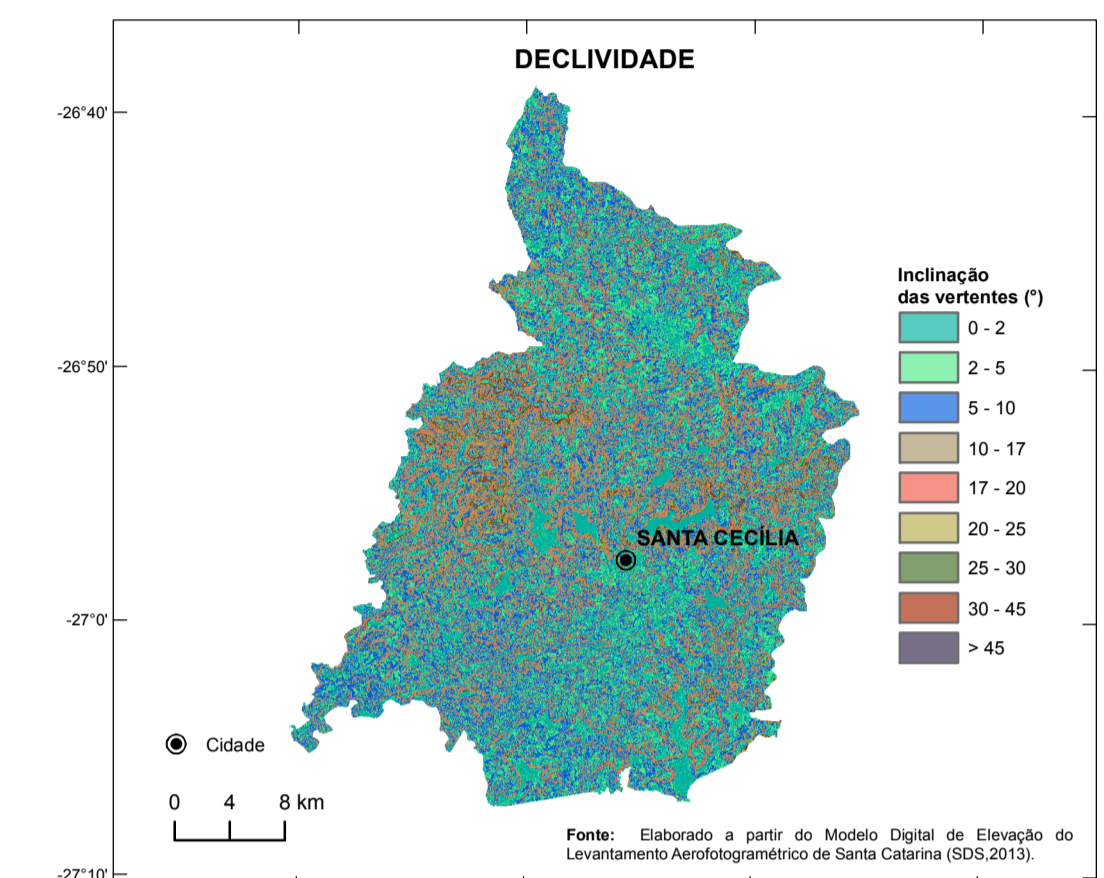 DECLIVIDADE
-26°40'
-26°50'
-27°0'
-27°10'
Inclinação
das vertentes (°)
0 - 2
2 - 5
5 - 10
10 - 17
17 - 20
20 - 25
25 - 30
30 - 45
> 45
SANTA CECÍLIA
Cidade
0 4 8 km
Fonte: Elaborado a partir do Modelo Digital de Elevação do
Levantamento Aerofotogramétrico de Santa Catarina (SDS,2013).